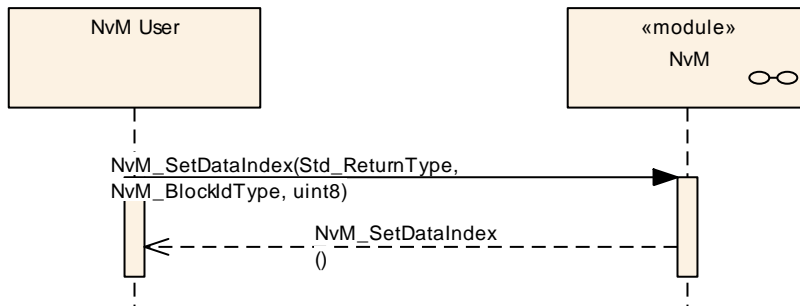 NvM User
«module»
NvM
NvM_SetDataIndex(Std_ReturnType,
NvM_BlockIdType, uint8)
NvM_SetDataIndex
()